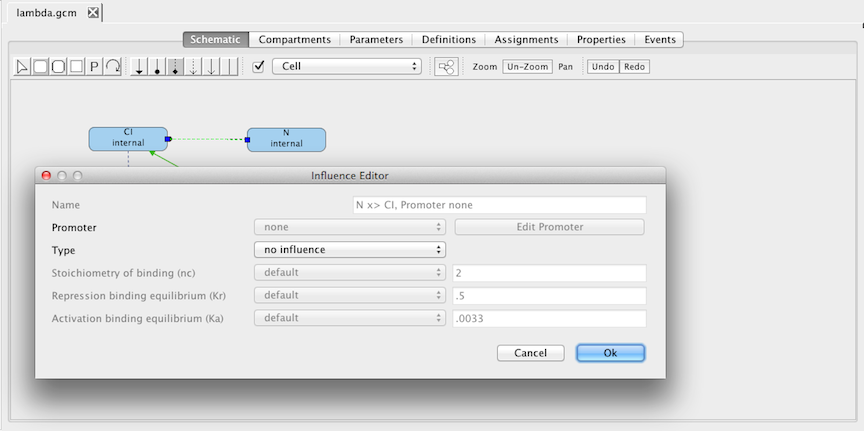 lambda.gcm
Schematic Compartments Parameters Definitions Assignments Properties Events
P Cell Zoom Un-Zoom Pan Undo Redo
CI
internal
N
internal
Influence Editor
Name N x> CI, Promoter none
Promoter none Edit Promoter
Type no influence
Stoichiometry of binding (nc) default 2
Repression binding equilibrium (Kr) default .5
Activation binding equilibrium (Ka) default .0033
Cancel Ok